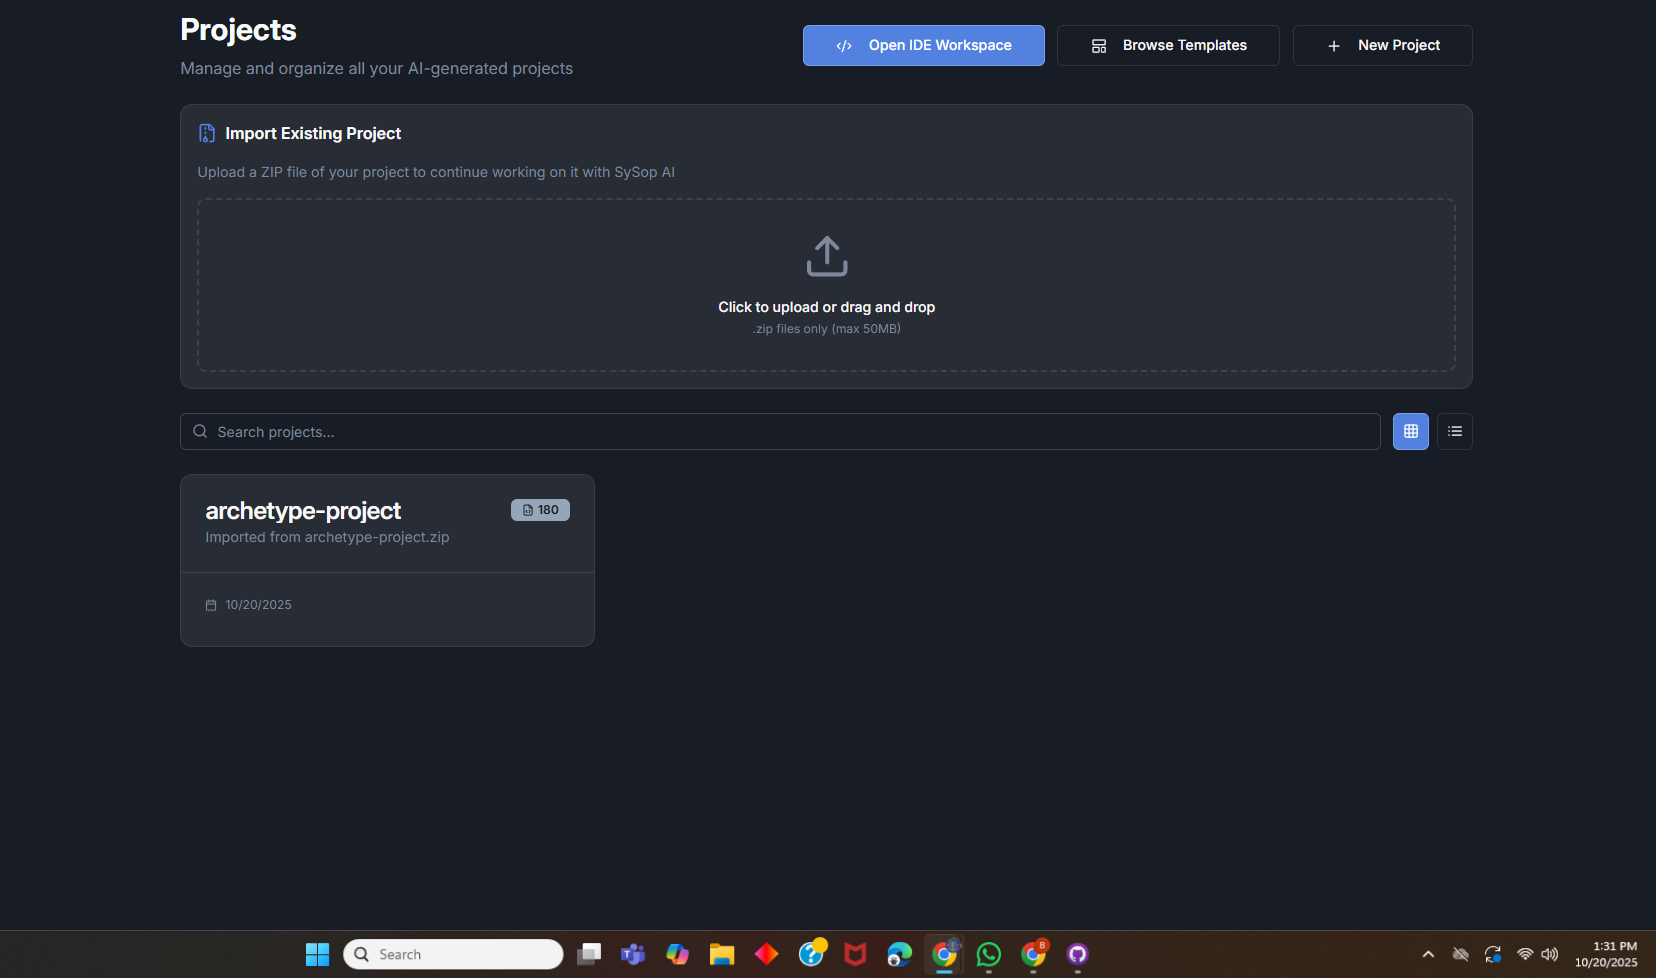 Projects
Manage and organize all your AI-generated projects
Open IDE Workspace
Browse Templates
New Project
Import Existing Project
Upload a ZIP file of your project to continue working on it with SySop AI
Click to upload or drag and drop
.zip files only (max 50MB)
Search projects...
archetype-project
180
Imported from archetype-project.zip
10/20/2025
Search
B
1:31 PM
10/20/2025